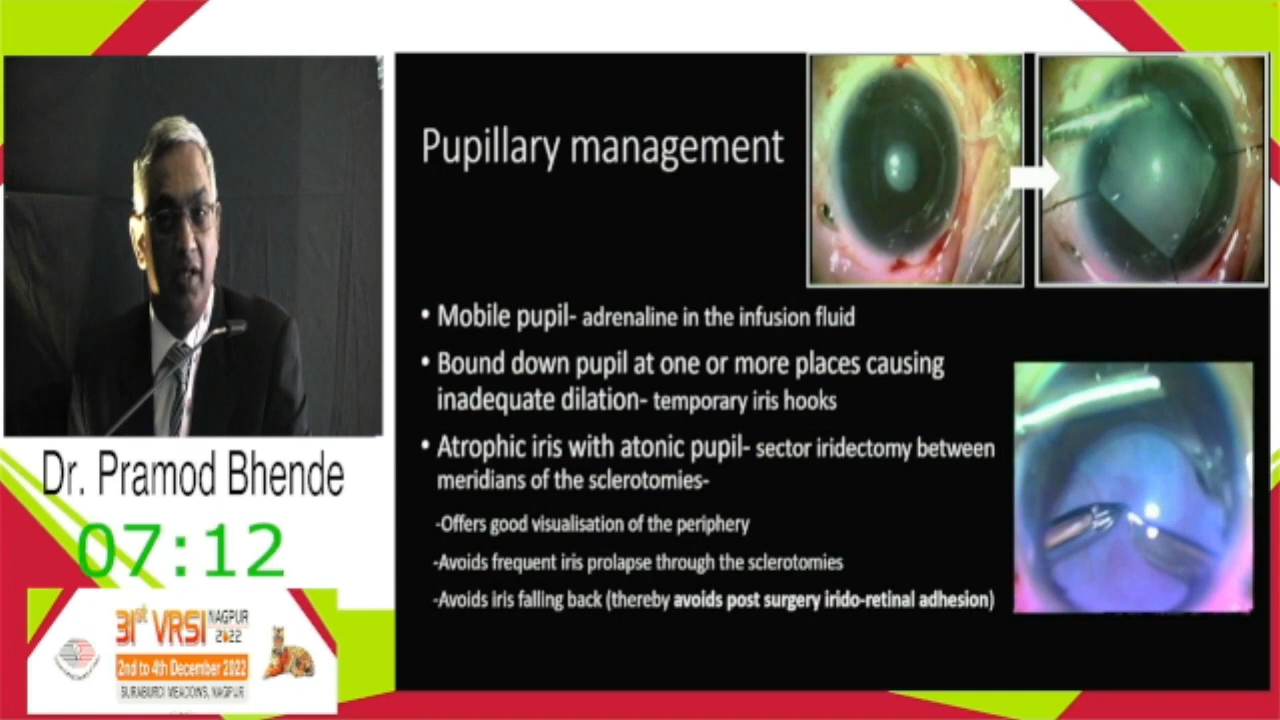 Pupillary management
• Mobile pupil- adrenaline in the infusion fluid
• Bound down pupil at one or more places causing
inadequate dilation- temporary iris hooks
• Atrophic iris with atonic pupil- sector iridectomy between
meridians of the sclerotomies-
-Offers good visualisation of the periphery
-Avoids frequent iris prolapse through the sclerotomies
-Avoids iris falling back (thereby avoids post surgery irido-retinal adhesion)
Dr. Pramod Bhende
07:12
31st VRSI NAGPUR
2022
2nd to 4th December 2022
SURABURDI MEADOWS, NAGPUR